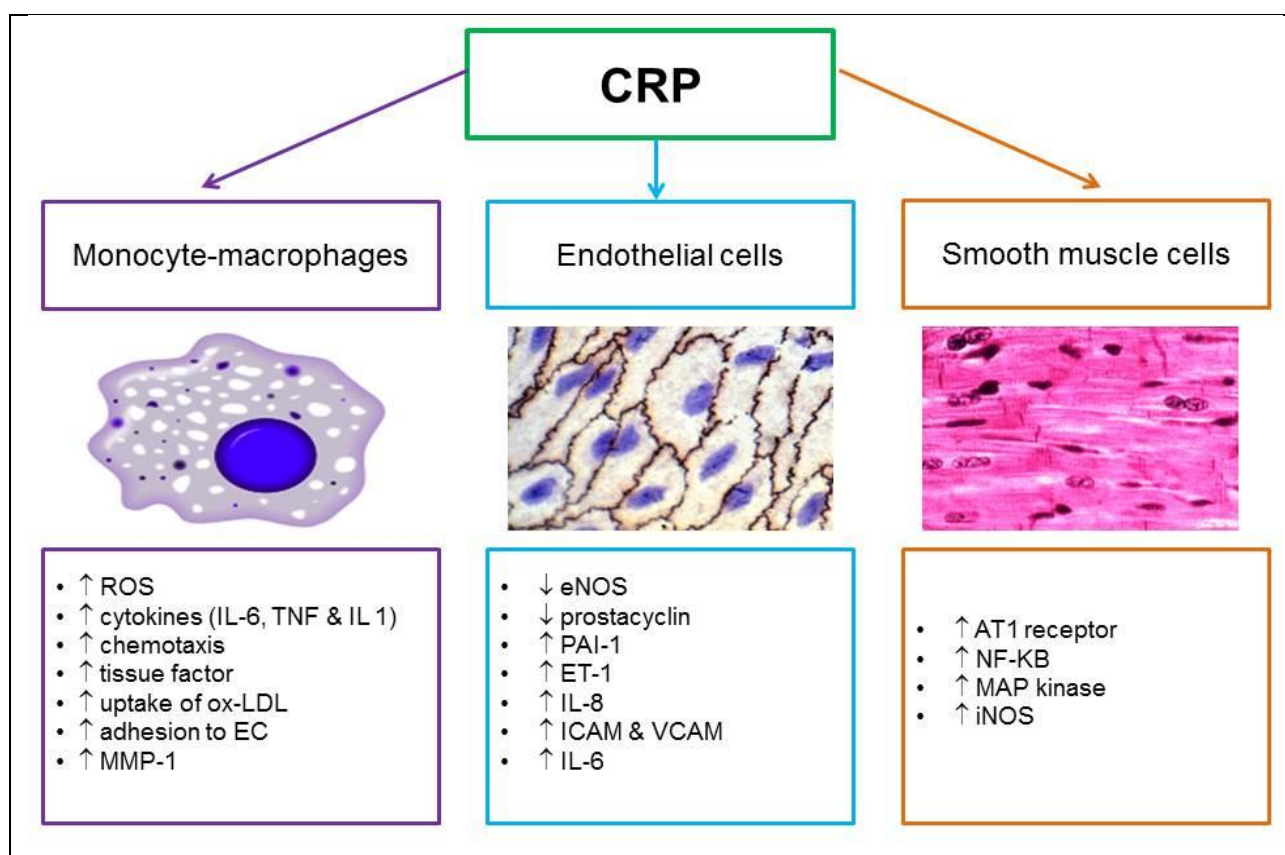 CRP
Monocyte-macrophages
Endothelial cells
Smooth muscle cells
• ↑ ROS
• ↑ cytokines (IL-6, TNF & IL 1)
• ↑ chemotaxis
• ↑ tissue factor
• ↑ uptake of ox-LDL
• ↑ adhesion to EC
• ↑ MMP-1
• ↓ eNOS
• ↓ prostacyclin
• ↑ PAI-1
• ↑ ET-1
• ↑ IL-8
• ↑ ICAM & VCAM
• ↑ IL-6
• ↑ AT1 receptor
• ↑ NF-KB
• ↑ MAP kinase
• ↑ iNOS